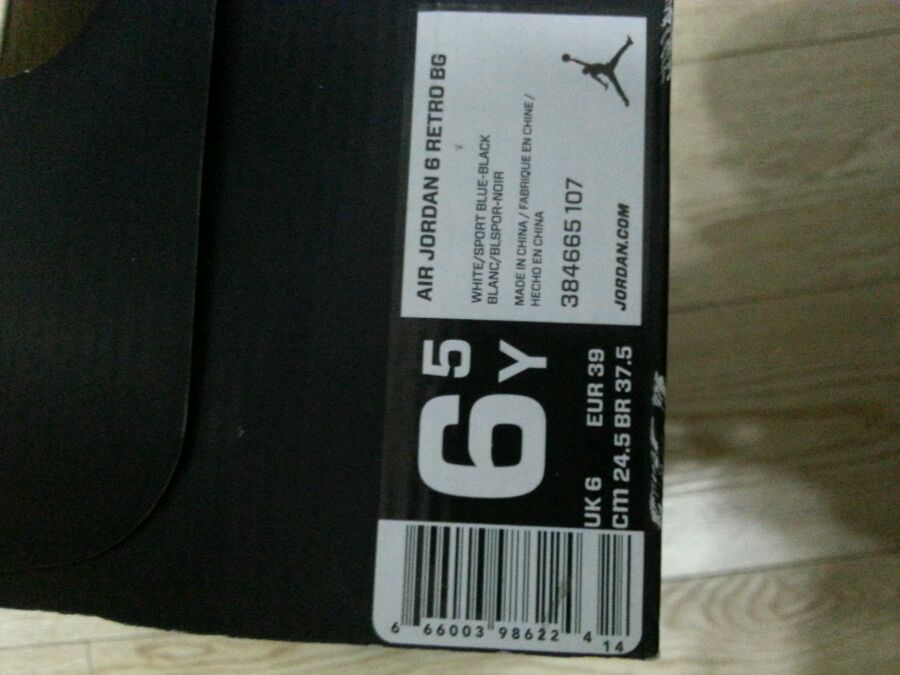 AIR JORDAN 6 RETRO BG
WHITE/SPORT BLUE-BLACK
BLANC/BLSPOR-NOIR
MADE IN CHINA / FABRIQUE EN CHINE /
HECHO EN CHINA
384665 107
JORDAN.COM
6 5 Y
UK 6 EUR 39
cm 24.5 BR 37.5
6 66003 98622 4
14